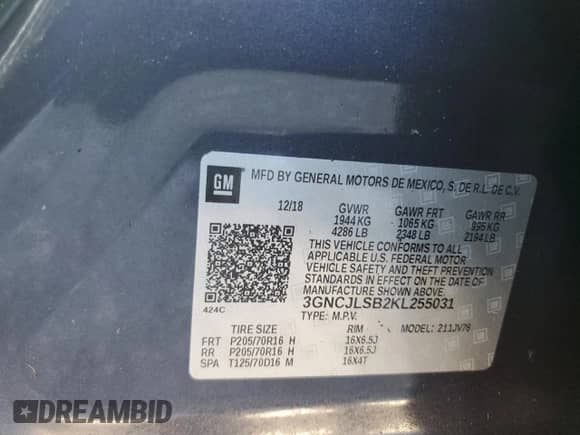 GM
MFD BY GENERAL MOTORS DE MEXICO, S. DE R.L. DE C.V.
12/18 GVWR GAWR FRT GAWR RR
1944 KG 1065 KG 995 KG
4286 LB 2348 LB 2194 LB
THIS VEHICLE CONFORMS TO ALL
APPLICABLE U.S. FEDERAL MOTOR
VEHICLE SAFETY AND THEFT PREVENTION
STANDARDS IN EFFECT ON THE DATE OF
MANUFACTURE SHOWN ABOVE.
3GNCJLSB2KL255031
424C
TYPE: M.P.V. MODEL: 211JV76
TIRE SIZE RIM
FRT P205/70R16 H 16X6.5J
RR P205/70R16 H 16X6.5J
SPA T125/70D16 M 16X4T
DREAMBID